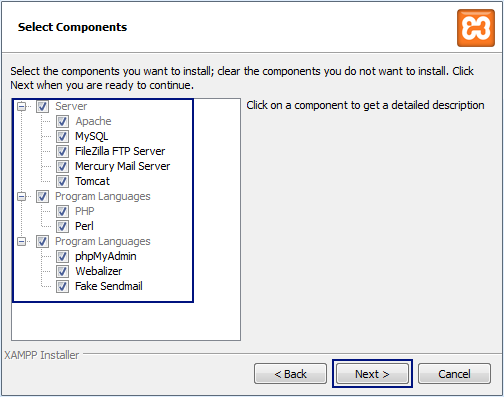 Select Components
Select the components you want to install; clear the components you do not want to install. Click
Next when you are ready to continue.
Click on a component to get a detailed description
Server
Apache
MySQL
FileZilla FTP Server
Mercury Mail Server
Tomcat
Program Languages
PHP
Perl
Program Languages
phpMyAdmin
Webalizer
Fake Sendmail
XAMPP Installer
< Back
Next >
Cancel